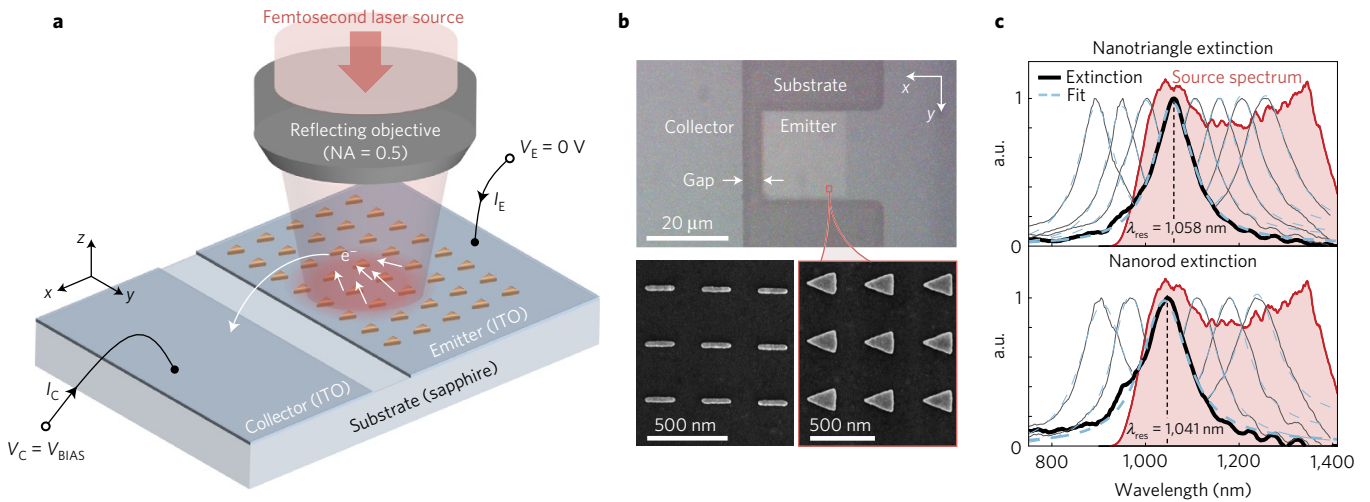 a
Femtosecond laser source
Reflecting objective
(NA = 0.5)
V_E = 0 V
I_E
z
x
y
e⁻
Emitter (ITO)
Collector (ITO)
Substrate (sapphire)
I_C
V_C = V_BIAS
b
Substrate
x
y
Collector
Emitter
Gap
20 μm
500 nm
500 nm
c
Nanotriangle extinction
Extinction
Source spectrum
Fit
1
a.u.
λ_res = 1,058 nm
0
Nanorod extinction
1
a.u.
λ_res = 1,041 nm
0
800
1,000
1,200
1,400
Wavelength (nm)